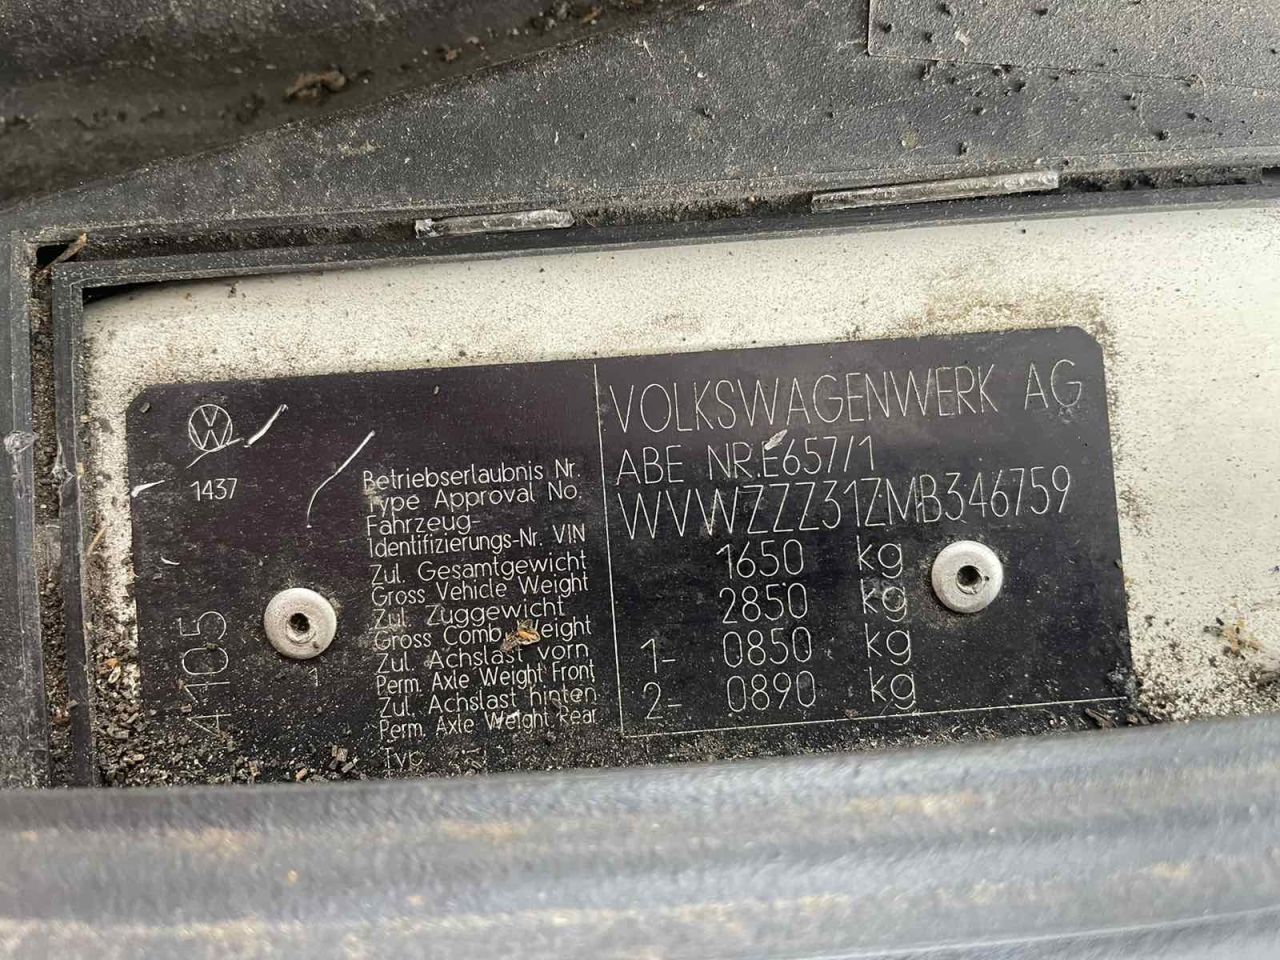 VOLKSWAGENWERK AG
ABE NR.E657/1
WVWZZZ31ZMB346759
1650 kg
2850 kg
1- 0850 kg
2- 0890 kg
1437
4105
Betriebserlaubnis Nr.
Type Approval No.
Fahrzeug-
Identifizierungs-Nr. VIN
Zul. Gesamtgewicht
Gross Vehicle Weight
Zul. Zuggewicht
Gross Comb. Weight
Zul. Achslast vorn
Perm. Axle Weight Front
Zul. Achslast hinten
Perm. Axle Weight Rear
Typ